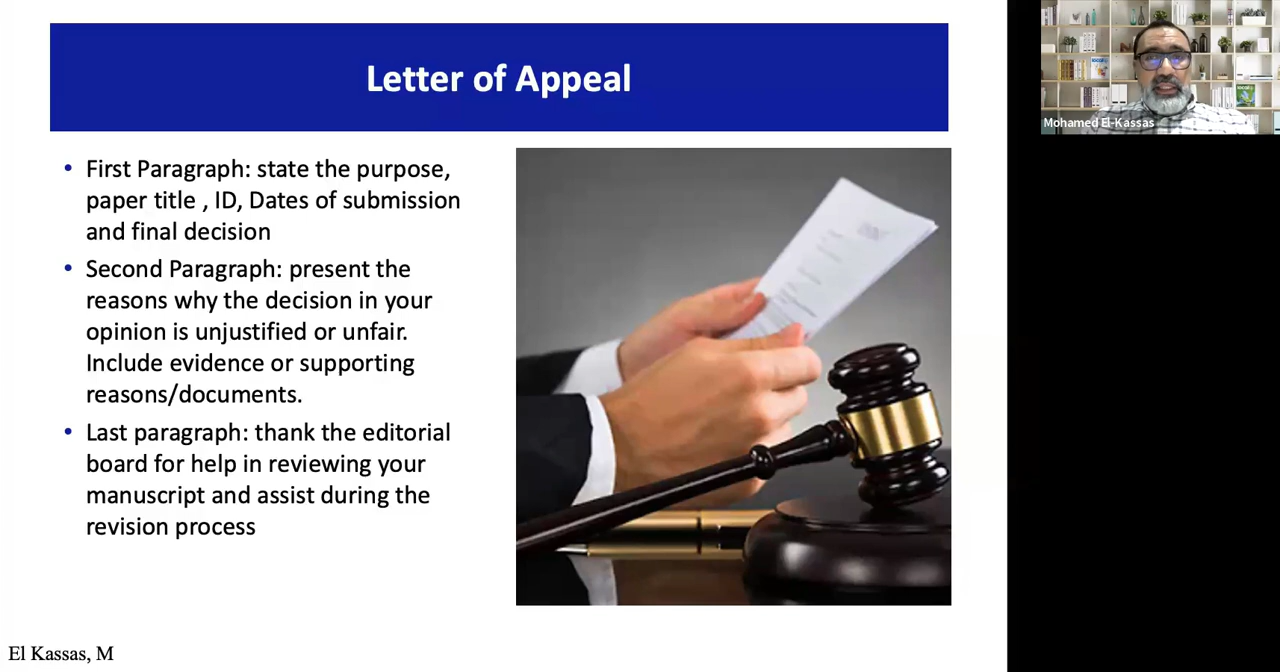 Letter of Appeal
• First Paragraph: state the purpose,
paper title , ID, Dates of submission
and final decision
• Second Paragraph: present the
reasons why the decision in your
opinion is unjustified or unfair.
Include evidence or supporting
reasons/documents.
• Last paragraph: thank the editorial
board for help in reviewing your
manuscript and assist during the
revision process
El Kassas, M
Mohamed El-Kassas